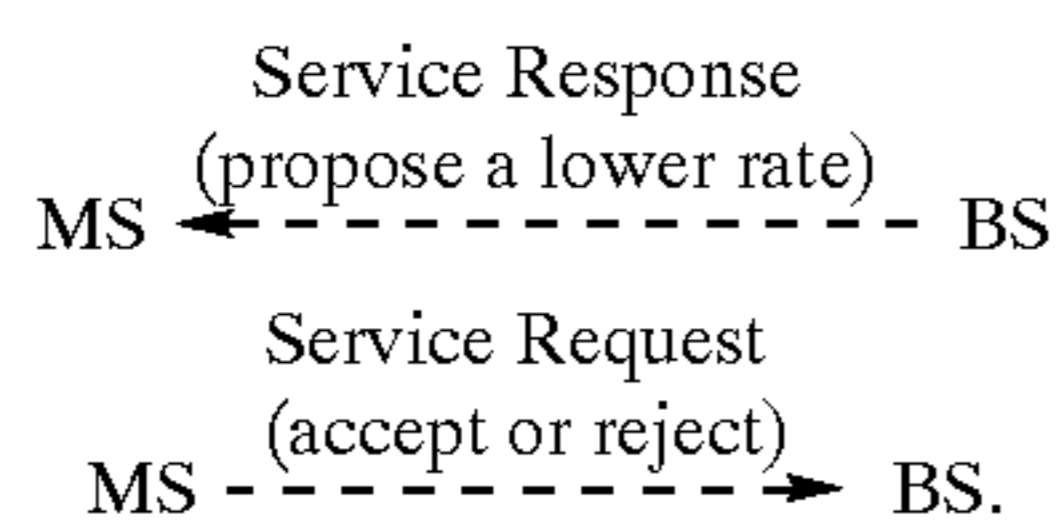 Service Response
(propose a lower rate)
MS BS
Service Request
(accept or reject)
MS BS.